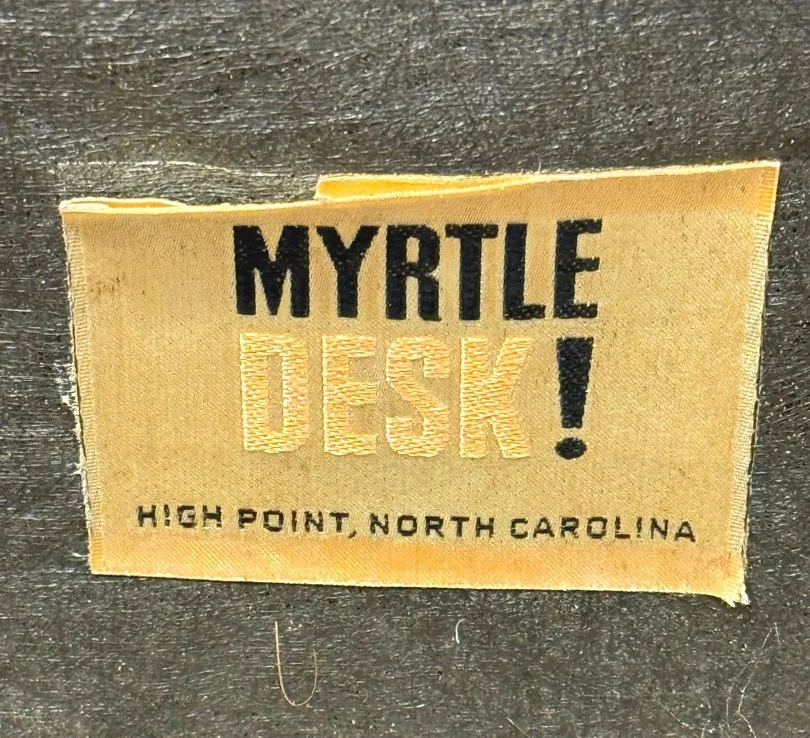 MYRTLE
DESK!
HIGH POINT, NORTH CAROLINA